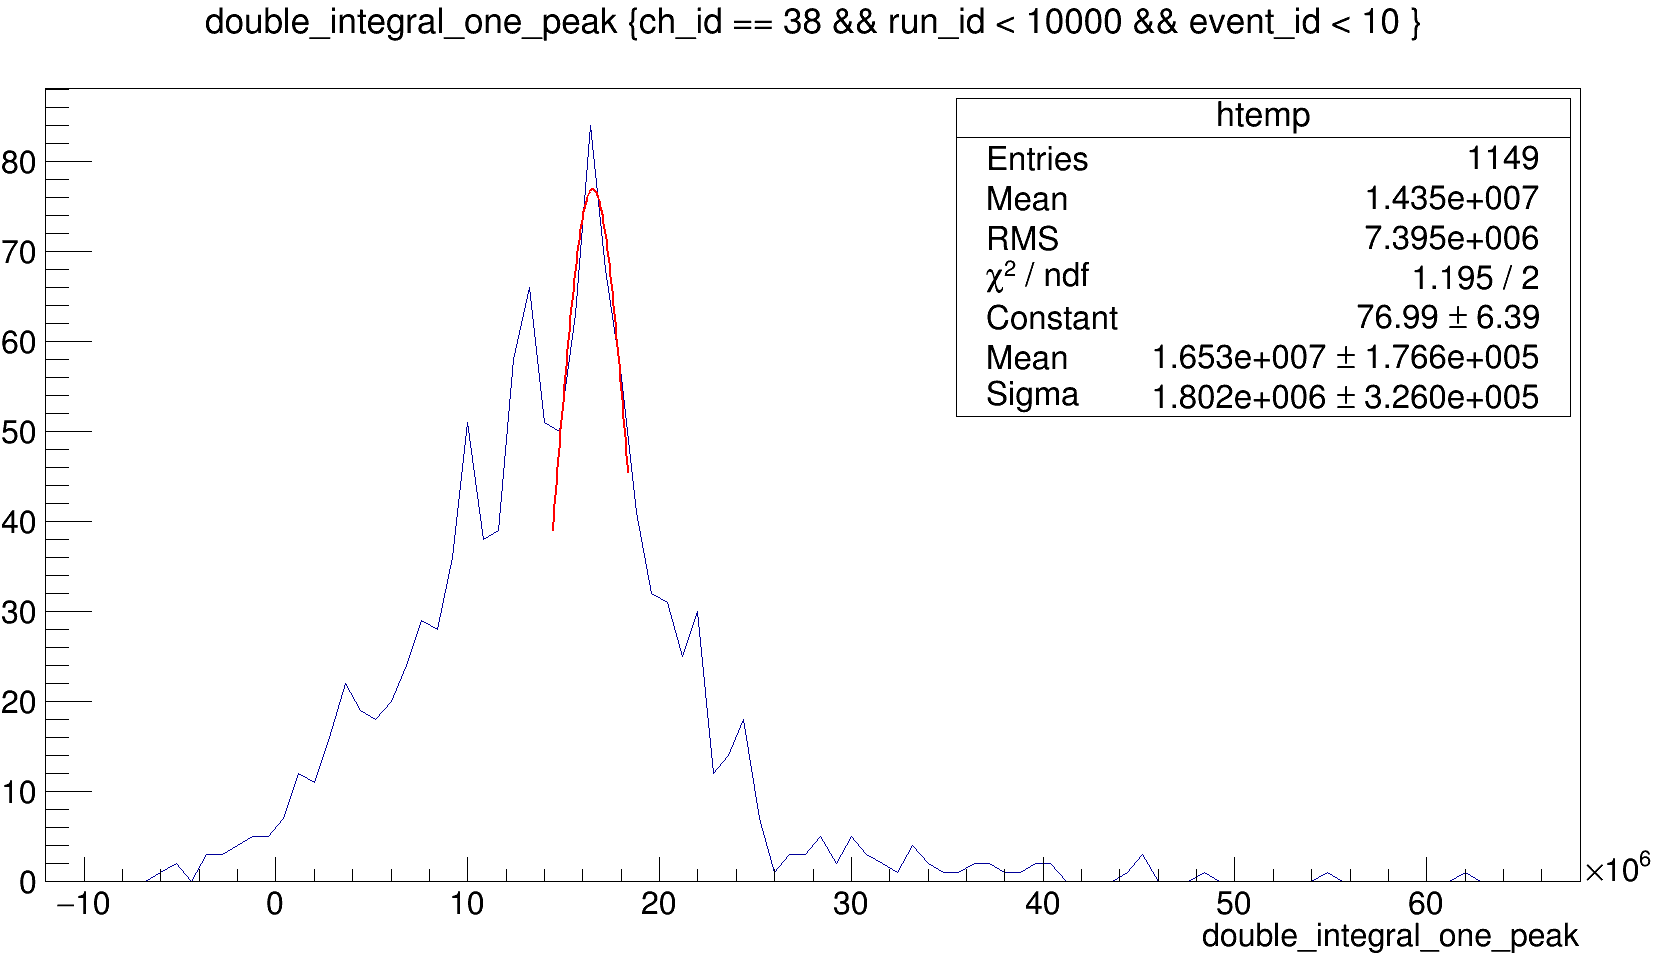 double_integral_one_peak {ch_id == 38 && run_id < 10000 && event_id < 10 }
htemp
Entries 1149
Mean 1.435e+007
RMS 7.395e+006
χ² / ndf 1.195 / 2
Constant 76.99 ± 6.39
Mean 1.653e+007 ± 1.766e+005
Sigma 1.802e+006 ± 3.260e+005
80
70
60
50
40
30
20
10
0
−10 0 10 20 30 40 50 60
×10⁶
double_integral_one_peak